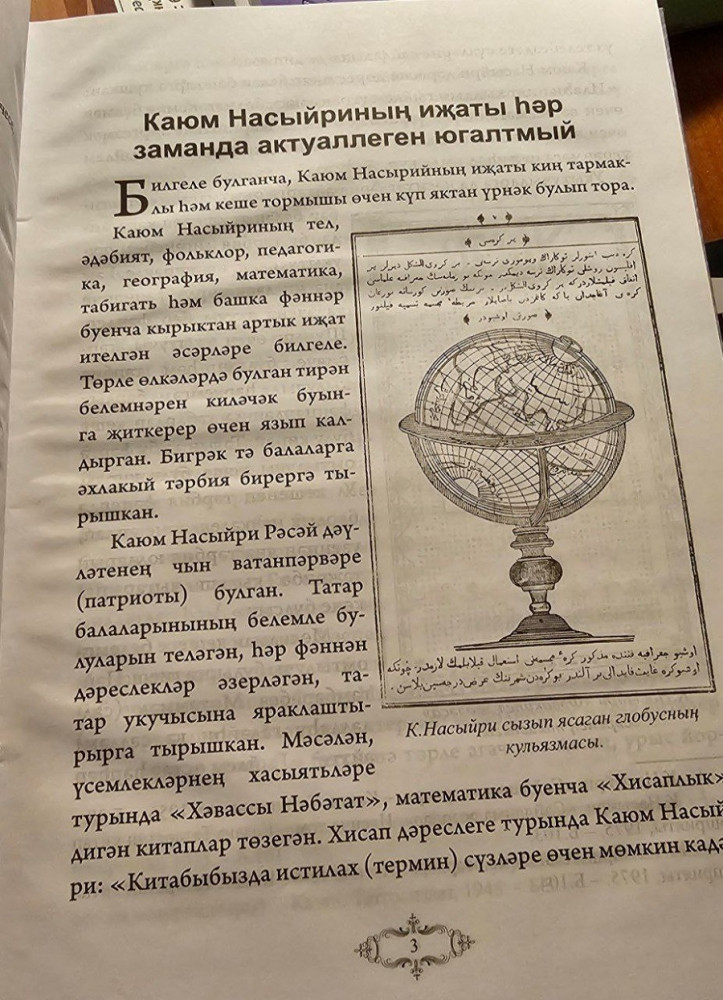 Каюм Насыйриның иҗаты һәр
заманда актуаллеген югалтмый
Билгеле булганча, Каюм Насырийның иҗаты киң тармак-
лы һәм кеше тормышы өчен күп яктан үрнәк булып тора.
Каюм Насыйриның тел,
әдәбият, фольклор, педагоги-
ка, география, математика,
табигать һәм башка фәннәр
буенча кырыктан артык иҗат
ителгән әсәрләре билгеле.
Төрле өлкәләрдә булган тирән
белемнәрен киләчәк буын-
га җиткерер өчен язып кал-
дырган. Бигрәк тә балаларга
әхлакый тәрбия бирергә ты-
рышкан.
Каюм Насыйри Рәсәй дәү-
ләтенең чын ватанпәрвәре
(патриоты) булган. Татар
балаларынының белемле бу-
луларын теләгән, һәр фәннән
дәреслекләр әзерләгән, та-
тар укучысына яраклашты-
рырга тырышкан. Мәсәлән,
үсемлекләрнең хасыятьләре
турында «Хәвассы Нәбәтат», математика буенча «Хисаплык»
дигән китаплар төзегән. Хисап дәреслеге турында Каюм Насый
ри: «Китабыбызда истилах (термин) сүзләре өчен мөмкин кадә
К.Насыйри сызып ясаган глобусның
кульязмасы.
3